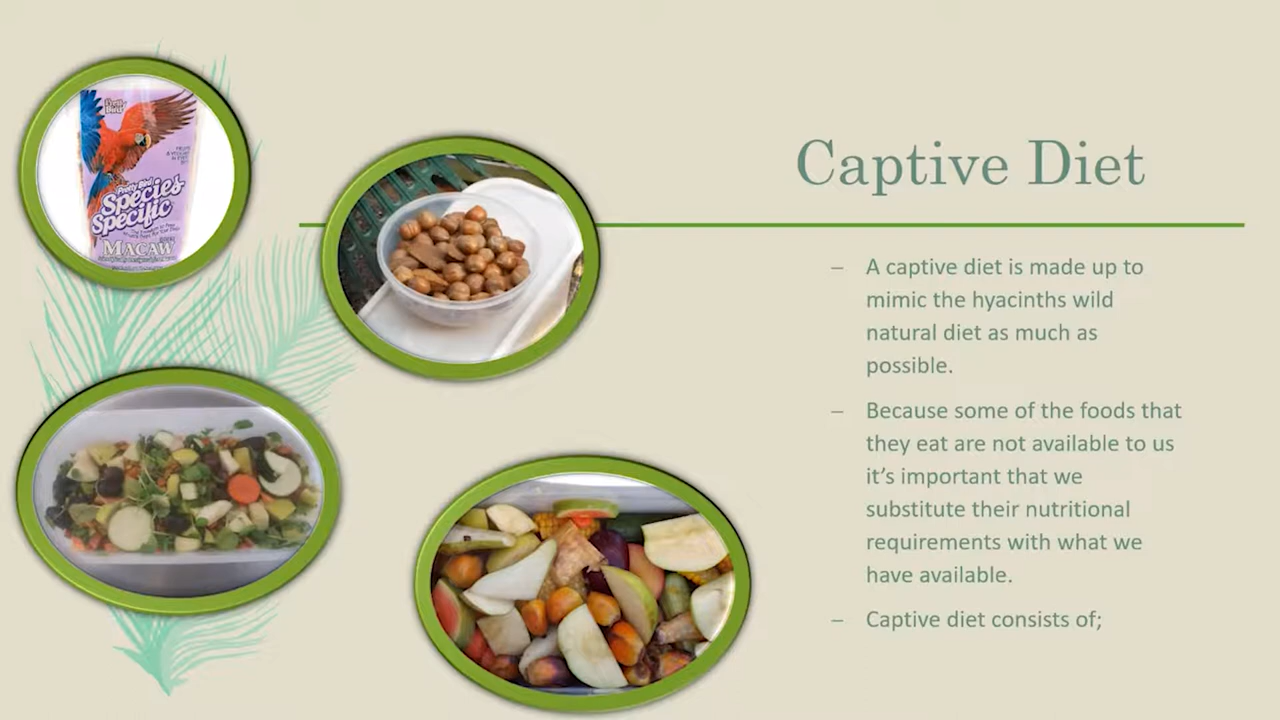 Captive Diet
– A captive diet is made up to
mimic the hyacinths wild
natural diet as much as
possible.
– Because some of the foods that
they eat are not available to us
it’s important that we
substitute their nutritional
requirements with what we
have available.
– Captive diet consists of;
Pretty Bird
Species
Specific
MACAW